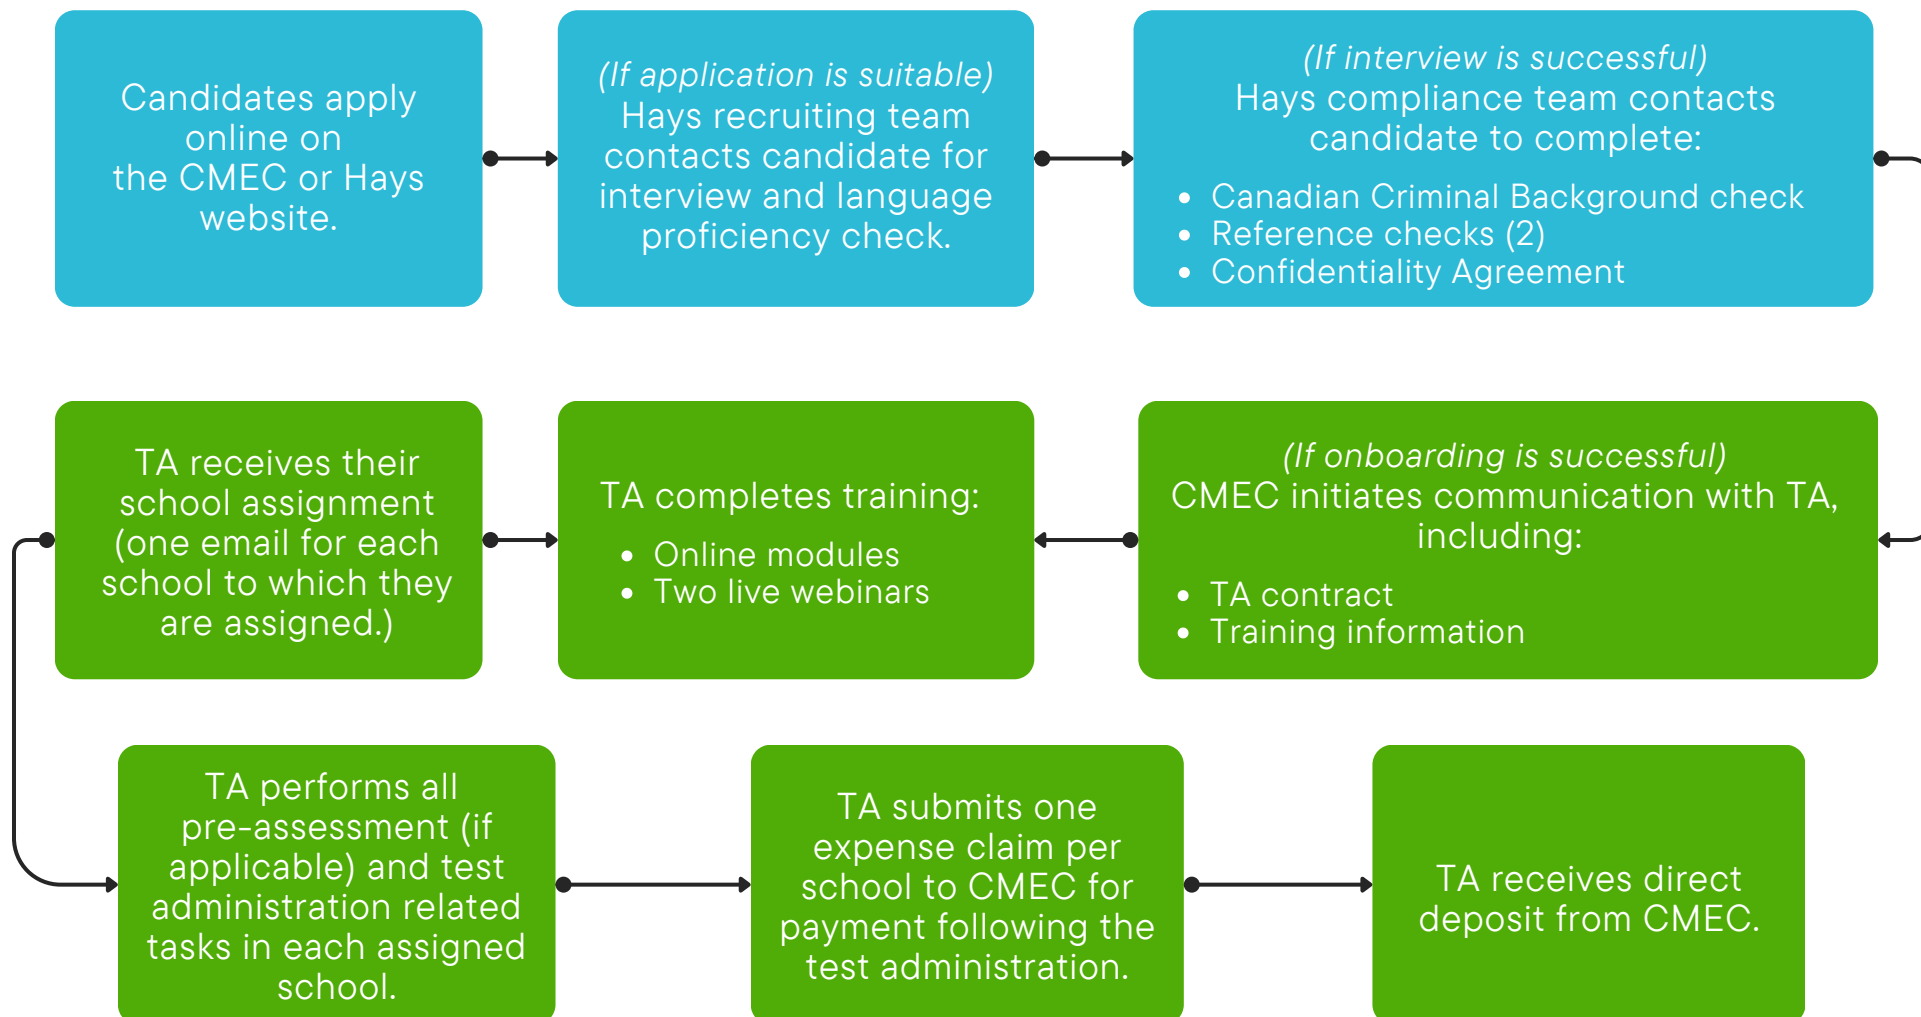 Candidates apply
online on
the CMEC or Hays
website.
(If application is suitable)
Hays recruiting team
contacts candidate for
interview and language
proficiency check.
(If interview is successful)
Hays compliance team contacts
candidate to complete:
• Canadian Criminal Background check
• Reference checks (2)
• Confidentiality Agreement
(If onboarding is successful)
CMEC initiates communication with TA,
including:
• TA contract
• Training information
TA completes training:
• Online modules
• Two live webinars
TA receives their
school assignment
(one email for each
school to which they
are assigned.)
TA performs all
pre-assessment (if
applicable) and test
administration related
tasks in each assigned
school.
TA submits one
expense claim per
school to CMEC for
payment following the
test administration.
TA receives direct
deposit from CMEC.